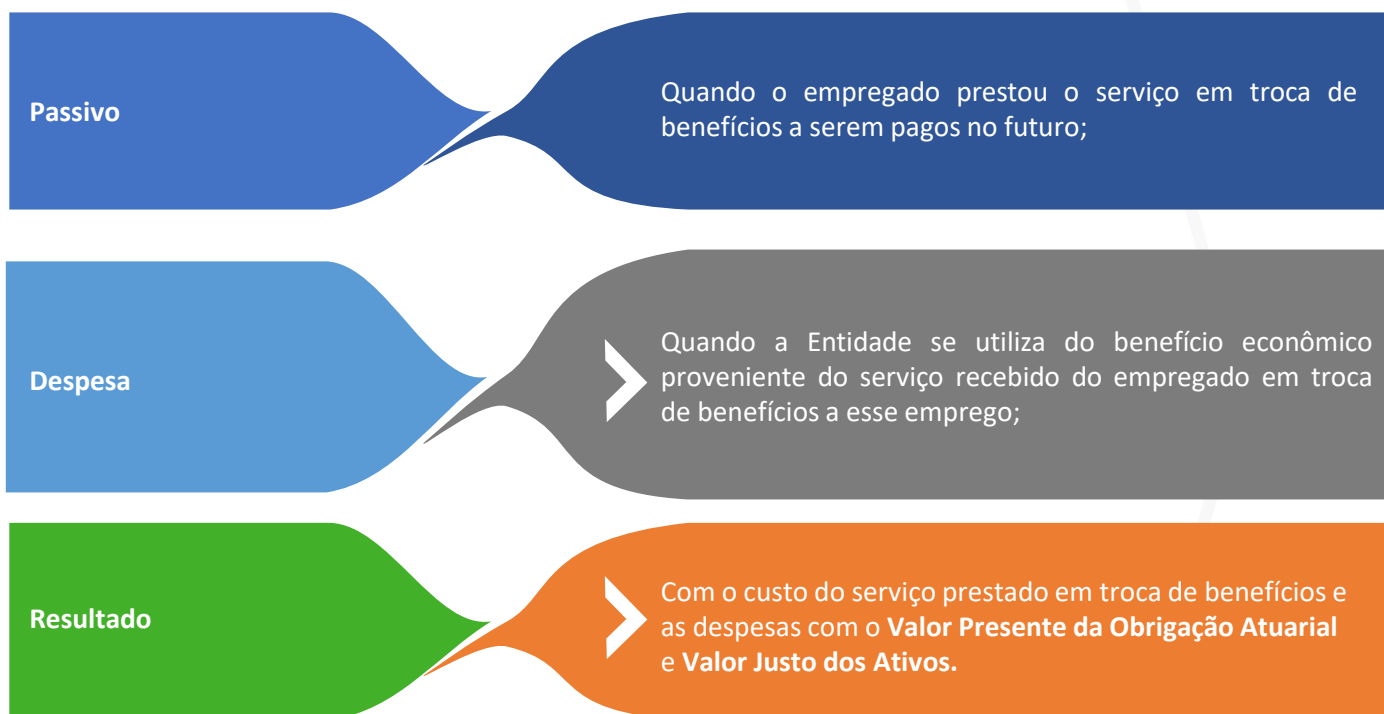 Passivo
Quando o empregado prestou o serviço em troca de
benefícios a serem pagos no futuro;
Despesa
Quando a Entidade se utiliza do benefício econômico
proveniente do serviço recebido do empregado em troca
de benefícios a esse emprego;
Resultado
Com o custo do serviço prestado em troca de benefícios e
as despesas com o Valor Presente da Obrigação Atuarial
e Valor Justo dos Ativos.